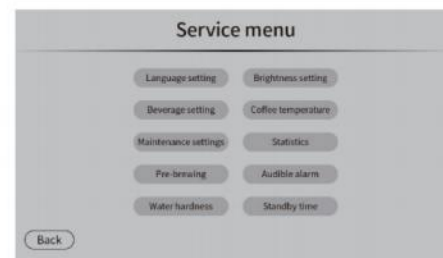 Service menu
Language setting
Brightness setting
Beverage setting
Coffee temperature
Maintenance settings
Statistics
Pre-brewing
Audible alarm
Water hardness
Standby time
Back